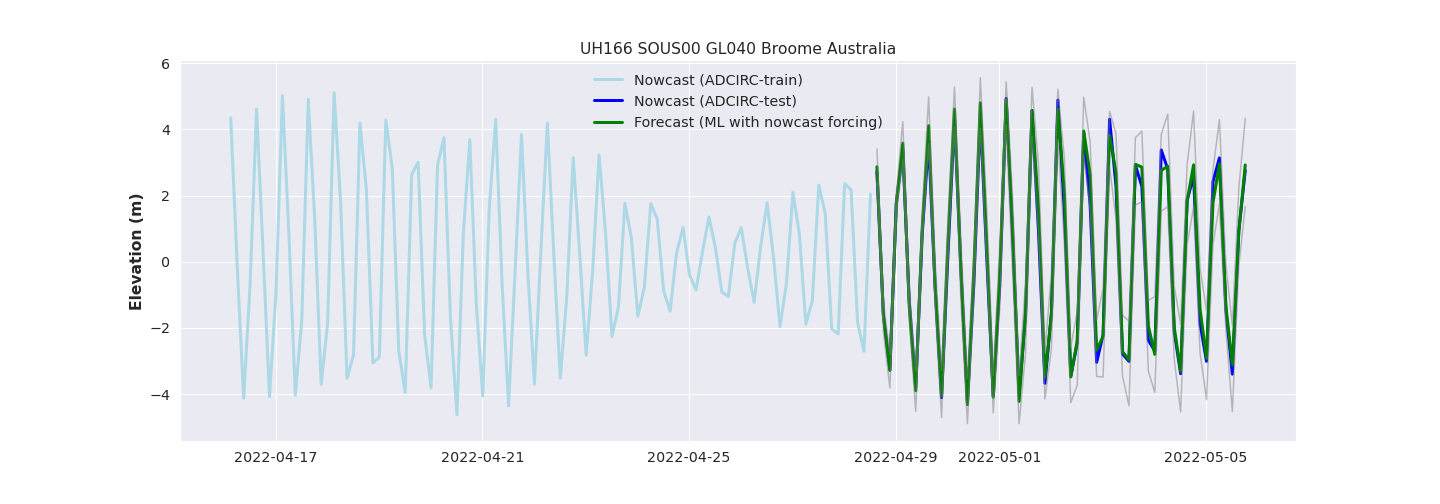 UH166 SOUS00 GL040 Broome Australia
Nowcast (ADCIRC-train)
Nowcast (ADCIRC-test)
Forecast (ML with nowcast forcing)
Elevation (m)
6
4
2
0
−2
−4
2022-04-17
2022-04-21
2022-04-25
2022-04-29
2022-05-01
2022-05-05